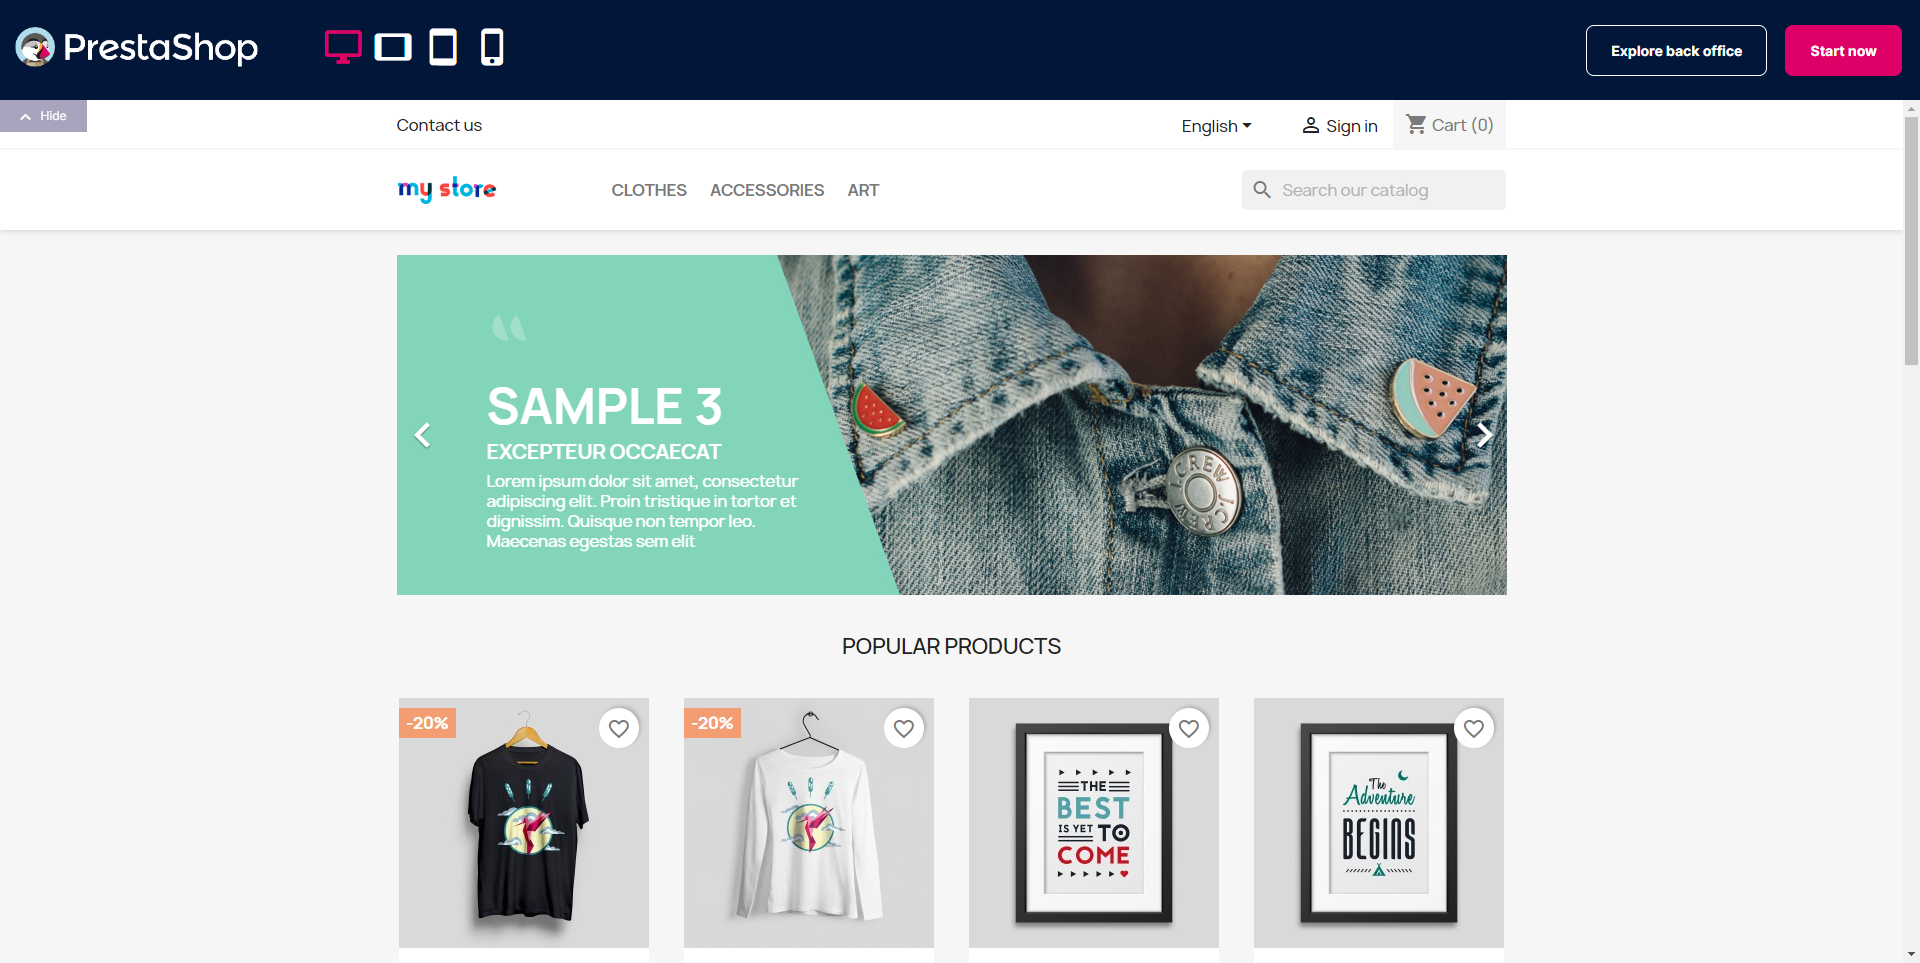 PrestaShop
Explore back office
Start now
Hide
Contact us
English
Sign in
Cart (0)
my store
CLOTHES
ACCESSORIES
ART
Search our catalog
SAMPLE 3
EXCEPTEUR OCCAECAT
Lorem ipsum dolor sit amet, consectetur
adipiscing elit. Proin tristique in tortor et
dignissim. Quisque non tempor leo.
Maecenas egestas sem elit
J.CREW J.CREW
POPULAR PRODUCTS
-20%
-20%
THE
BEST
IS YET TO
COME
The
Adventure
BEGINS